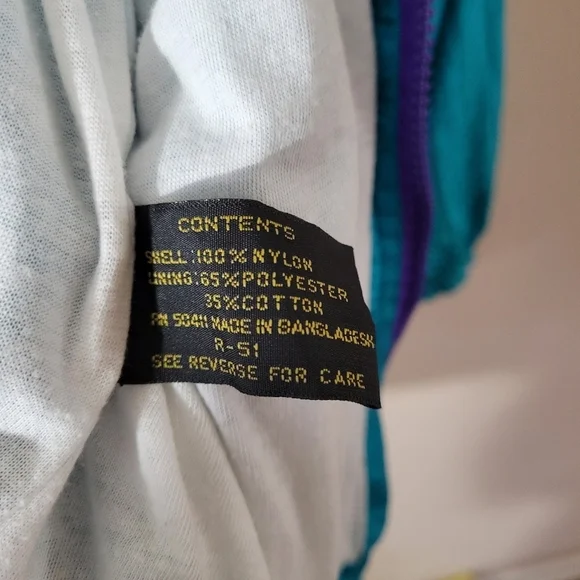 CONTENTS
SHELL:100% NYLON
LINING:65%POLYESTER
35%COTTON
RN 50411 MADE IN BANGLADESH
R-51
SEE REVERSE FOR CARE